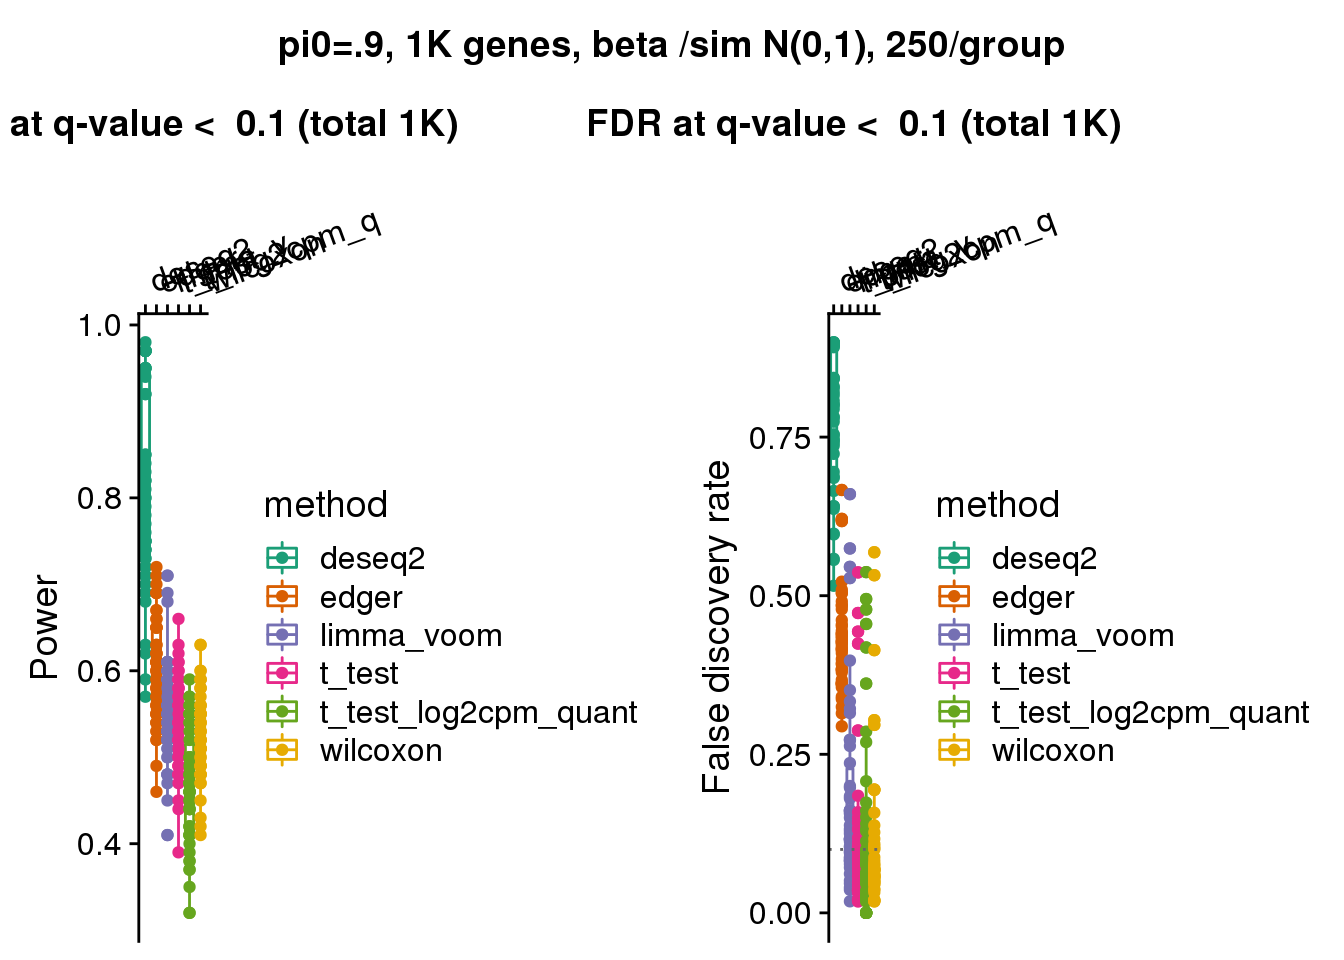 pi0=.9, 1K genes, beta /sim N(0,1), 250/group
at q-value < 0.1 (total 1K)
FDR at q-value < 0.1 (total 1K)
1.0
0.8
0.6
0.4
Power
method
deseq2
edger
limma_voom
t_test
t_test_log2cpm_quant
wilcoxon
0.75
0.50
0.25
0.00
False discovery rate
method
deseq2
edger
limma_voom
t_test
t_test_log2cpm_quant
wilcoxon